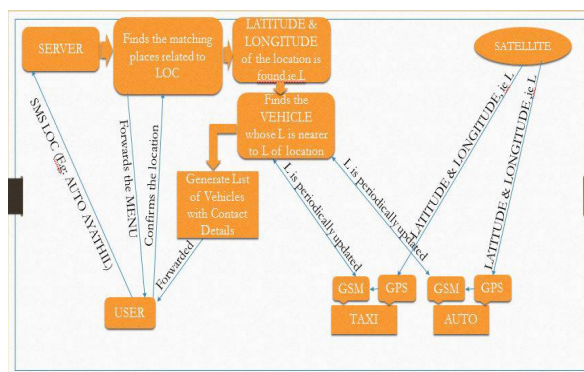 SERVER
Finds the matching
places related to
LOC
LATITUDE &
LONGITUDE
of the location is
found ie.L
SATELLITE
Finds the
VEHICLE
whose L is nearer
to L of location
Generate List
of Vehicles
with Contact
Details
SMS LOC (Eg: AUTO AYATHIL)
Forwards the MENU
Confirms the location
Forwarded
L is periodically updated
L is periodically updated
LATITUDE & LONGITUDE, ie L
LATITUDE & LONGITUDE, ie L
USER
GSM
GPS
TAXI
GSM
GPS
AUTO